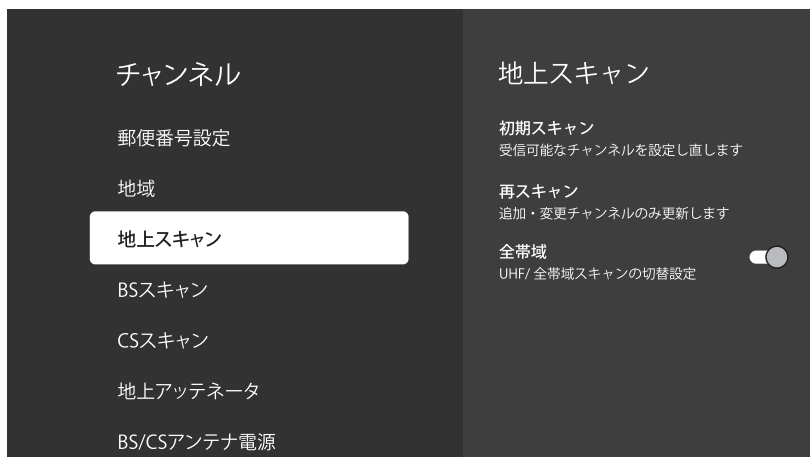 チャンネル
郵便番号設定
地域
地上スキャン
BSスキャン
CSスキャン
地上アッテネータ
BS/CSアンテナ電源
地上スキャン
初期スキャン
受信可能なチャンネルを設定し直します
再スキャン
追加・変更チャンネルのみ更新します
全帯域
UHF/ 全帯域スキャンの切替設定